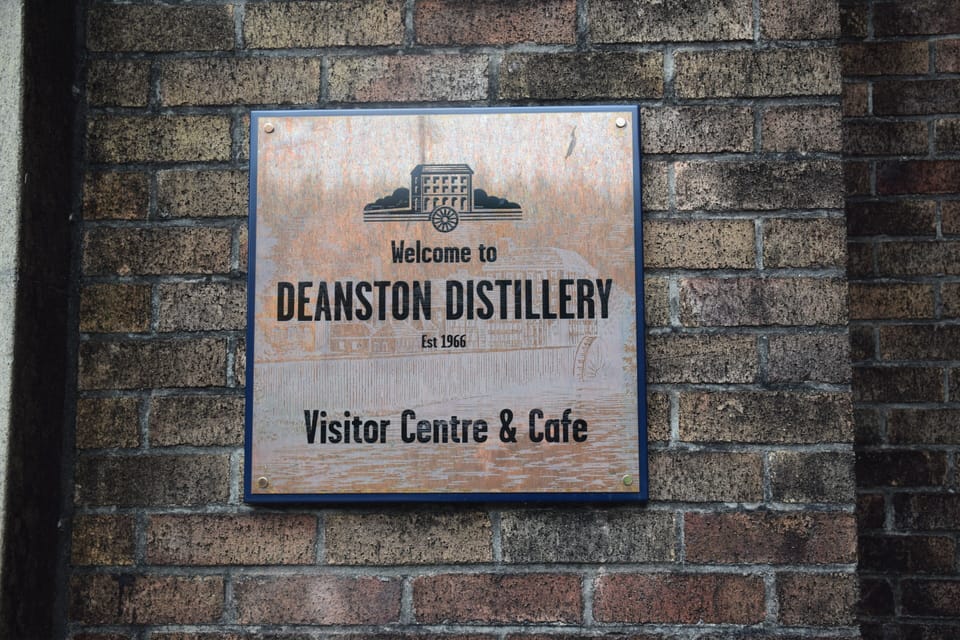 Welcome to
DEANSTON DISTILLERY
Est 1966
Visitor Centre & Cafe